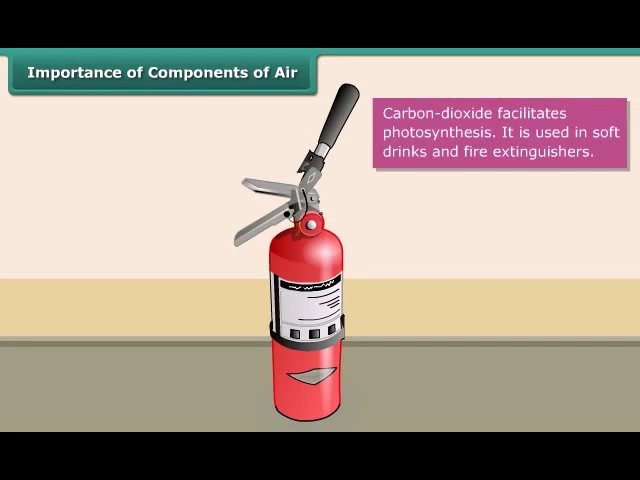 Importance of Components of Air
Carbon-dioxide facilitates
photosynthesis. It is used in soft
drinks and fire extinguishers.